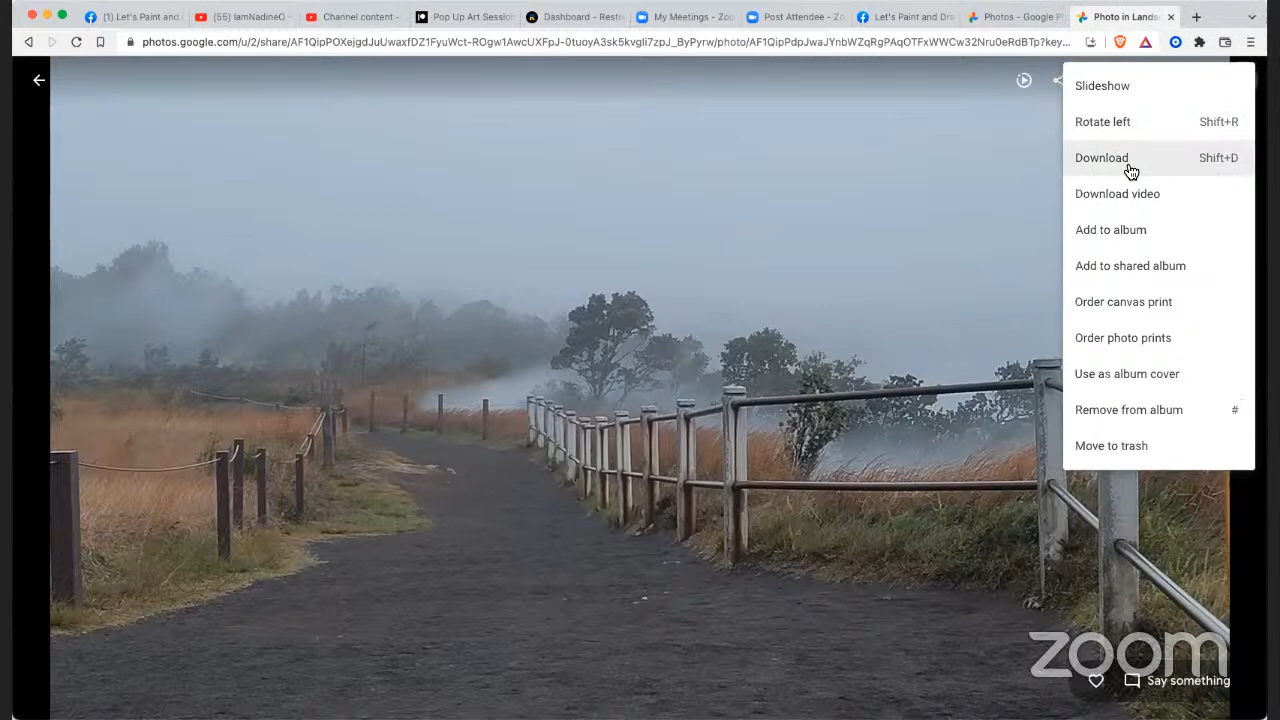 (1) Let's Paint and
(55) IamNadineO -
Channel content -
Pop Up Art Session
Dashboard - Restre
My Meetings - Zoo
Post Attendee - Zo
Let's Paint and Dra
Photos - Google P
Photo in Lands
photos.google.com/u/2/share/AF1QipPOXejgdJuUwaxfDZ1FyuWct-ROgw1AwcUXFpJ-0tuoyA3sk5kvgIi7zpJ_ByPyrw/photo/AF1QipPdpJwaJYnbWZqRgPAqOTFxWWCw32Nru0eRdBTp?key...
Slideshow
Rotate left Shift+R
Download Shift+D
Download video
Add to album
Add to shared album
Order canvas print
Order photo prints
Use as album cover
Remove from album #
Move to trash
zoom
Say something